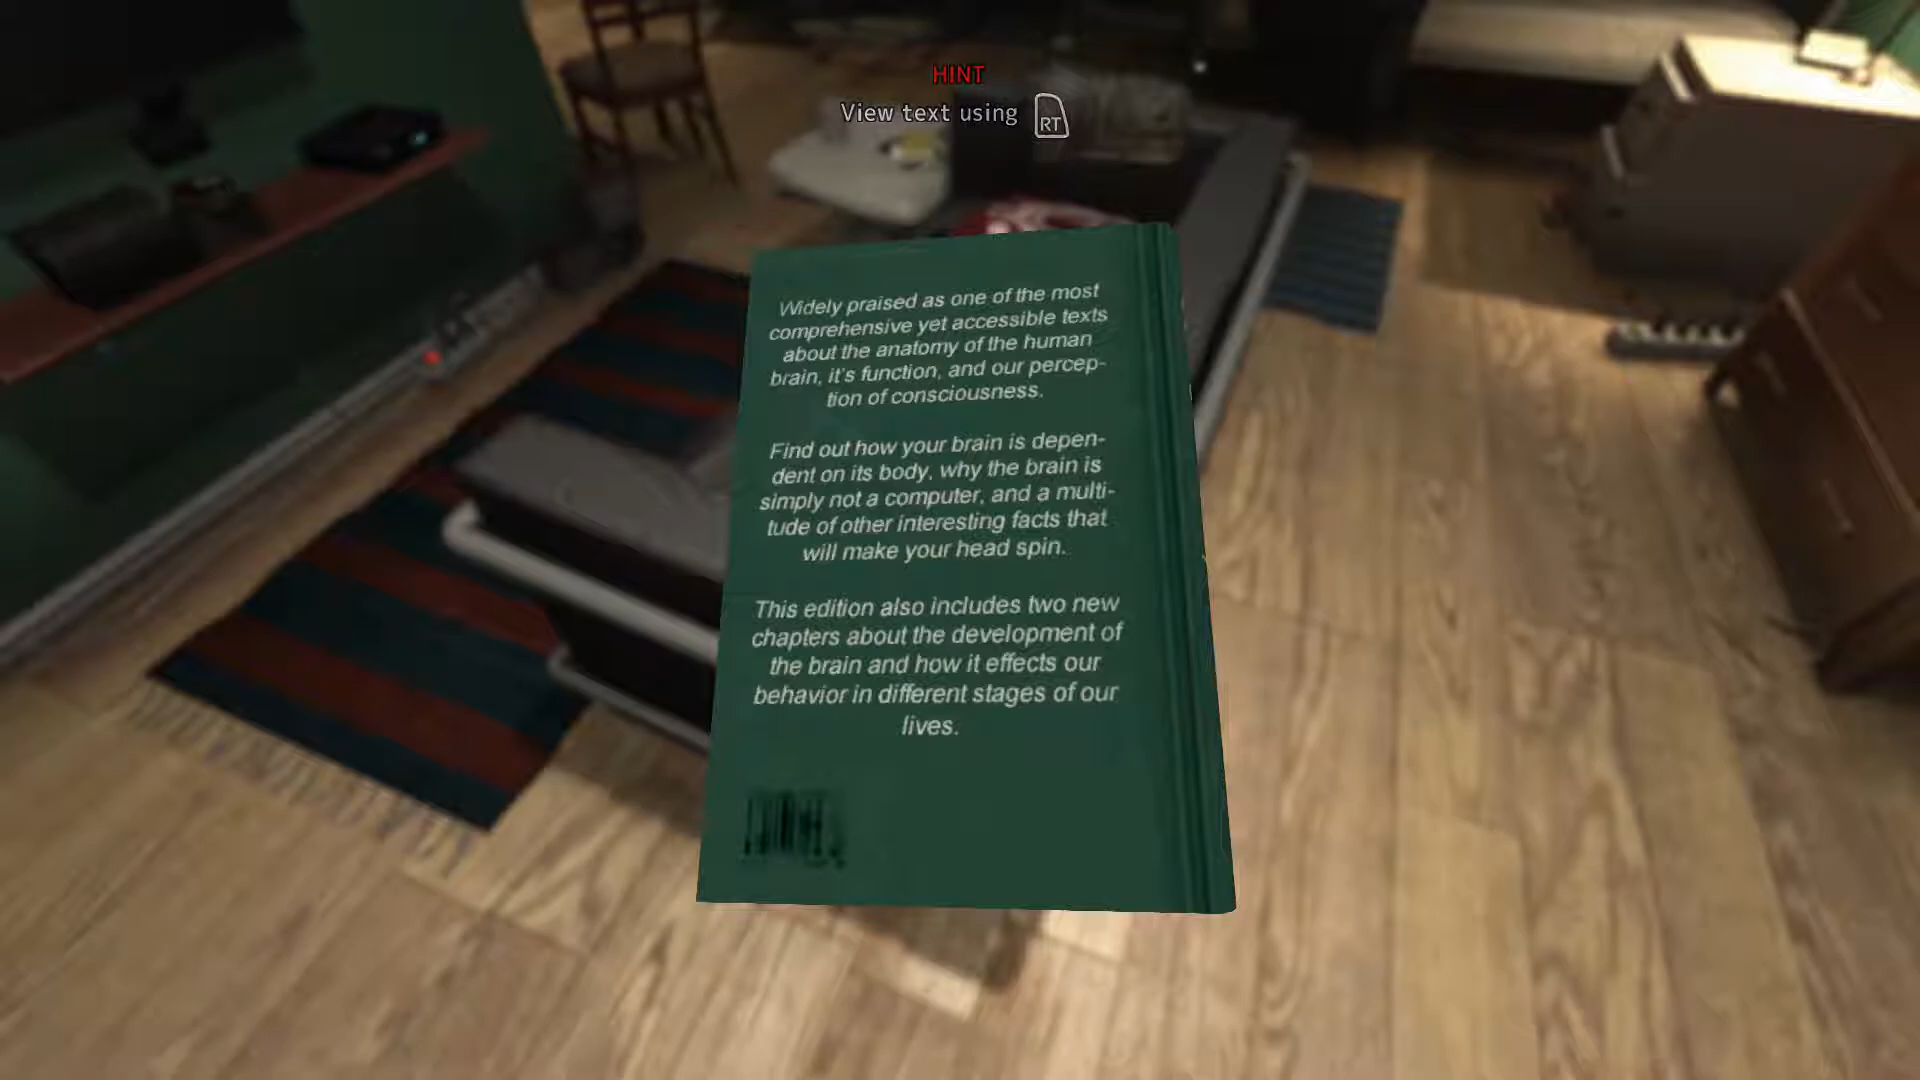 HINT
View text using RT
Widely praised as one of the most
comprehensive yet accessible texts
about the anatomy of the human
brain, it's function, and our percep-
tion of consciousness.
Find out how your brain is depen-
dent on its body, why the brain is
simply not a computer, and a multi-
tude of other interesting facts that
will make your head spin.
This edition also includes two new
chapters about the development of
the brain and how it effects our
behavior in different stages of our
lives.